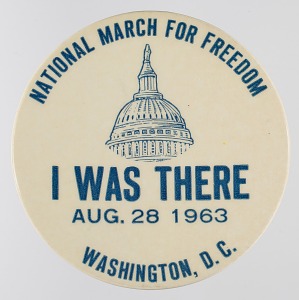 NATIONAL MARCH FOR FREEDOM
I WAS THERE
AUG. 28 1963
WASHINGTON, D. C.